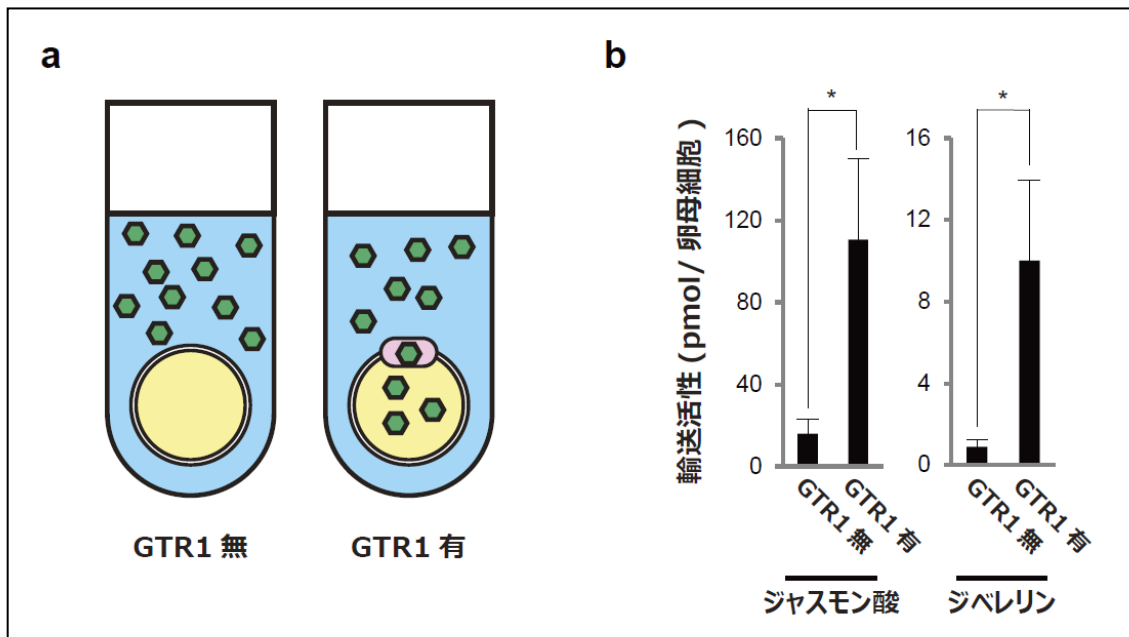 a
GTR1 無
GTR1 有
b
輸送活性 (pmol/ 卵母細胞 )
*
160
120
80
40
0
GTR1 無
GTR1 有
ジャスモン酸
*
16
12
8
4
0
GTR1 無
GTR1 有
ジベレリン